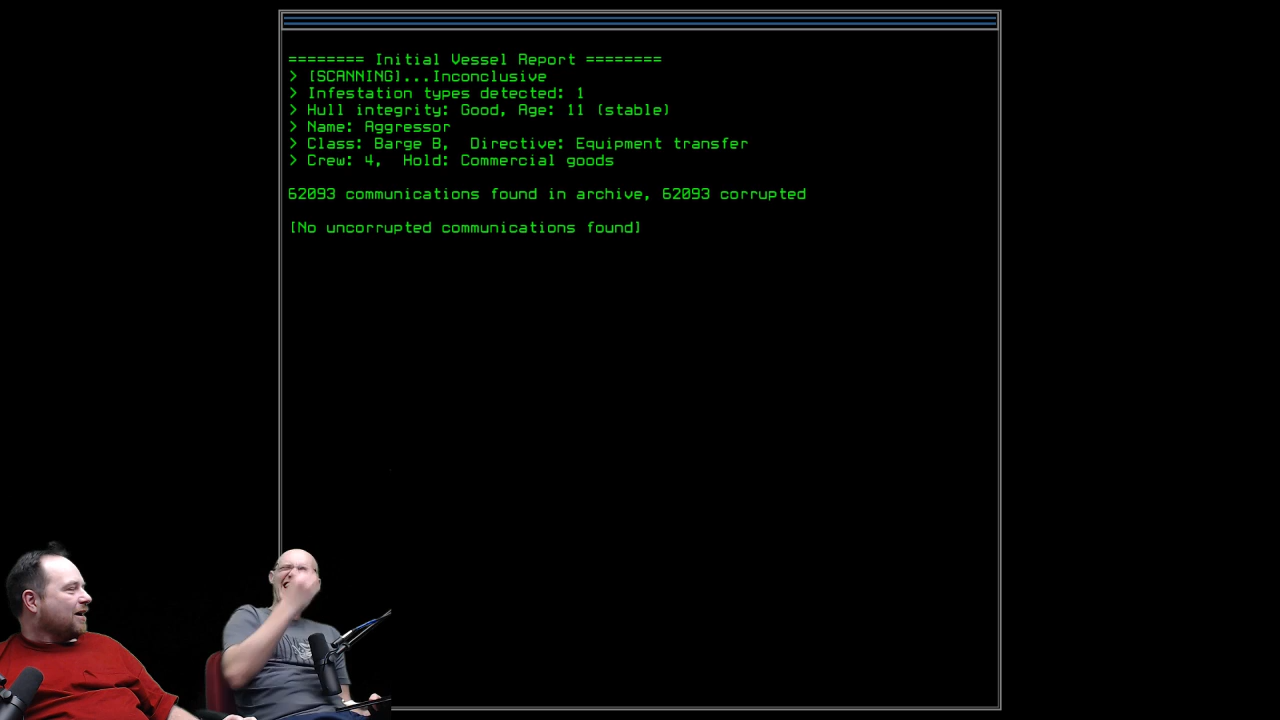 ======== Initial Vessel Report ========
> [SCANNING]...Inconclusive
> Infestation types detected: 1
> Hull integrity: Good, Age: 11 (stable)
> Name: Aggressor
> Class: Barge B,  Directive: Equipment transfer
> Crew: 4,  Hold: Commercial goods
62093 communications found in archive, 62093 corrupted
[No uncorrupted communications found]